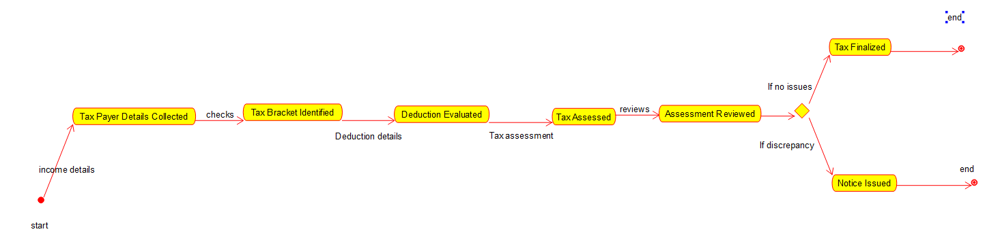 end
Tax Finalized
If no issues
Tax Payer Details Collected
checks
Tax Bracket Identified
Deduction details
Deduction Evaluated
Tax assessment
Tax Assessed
reviews
Assessment Reviewed
If discrepancy
income details
end
Notice Issued
start